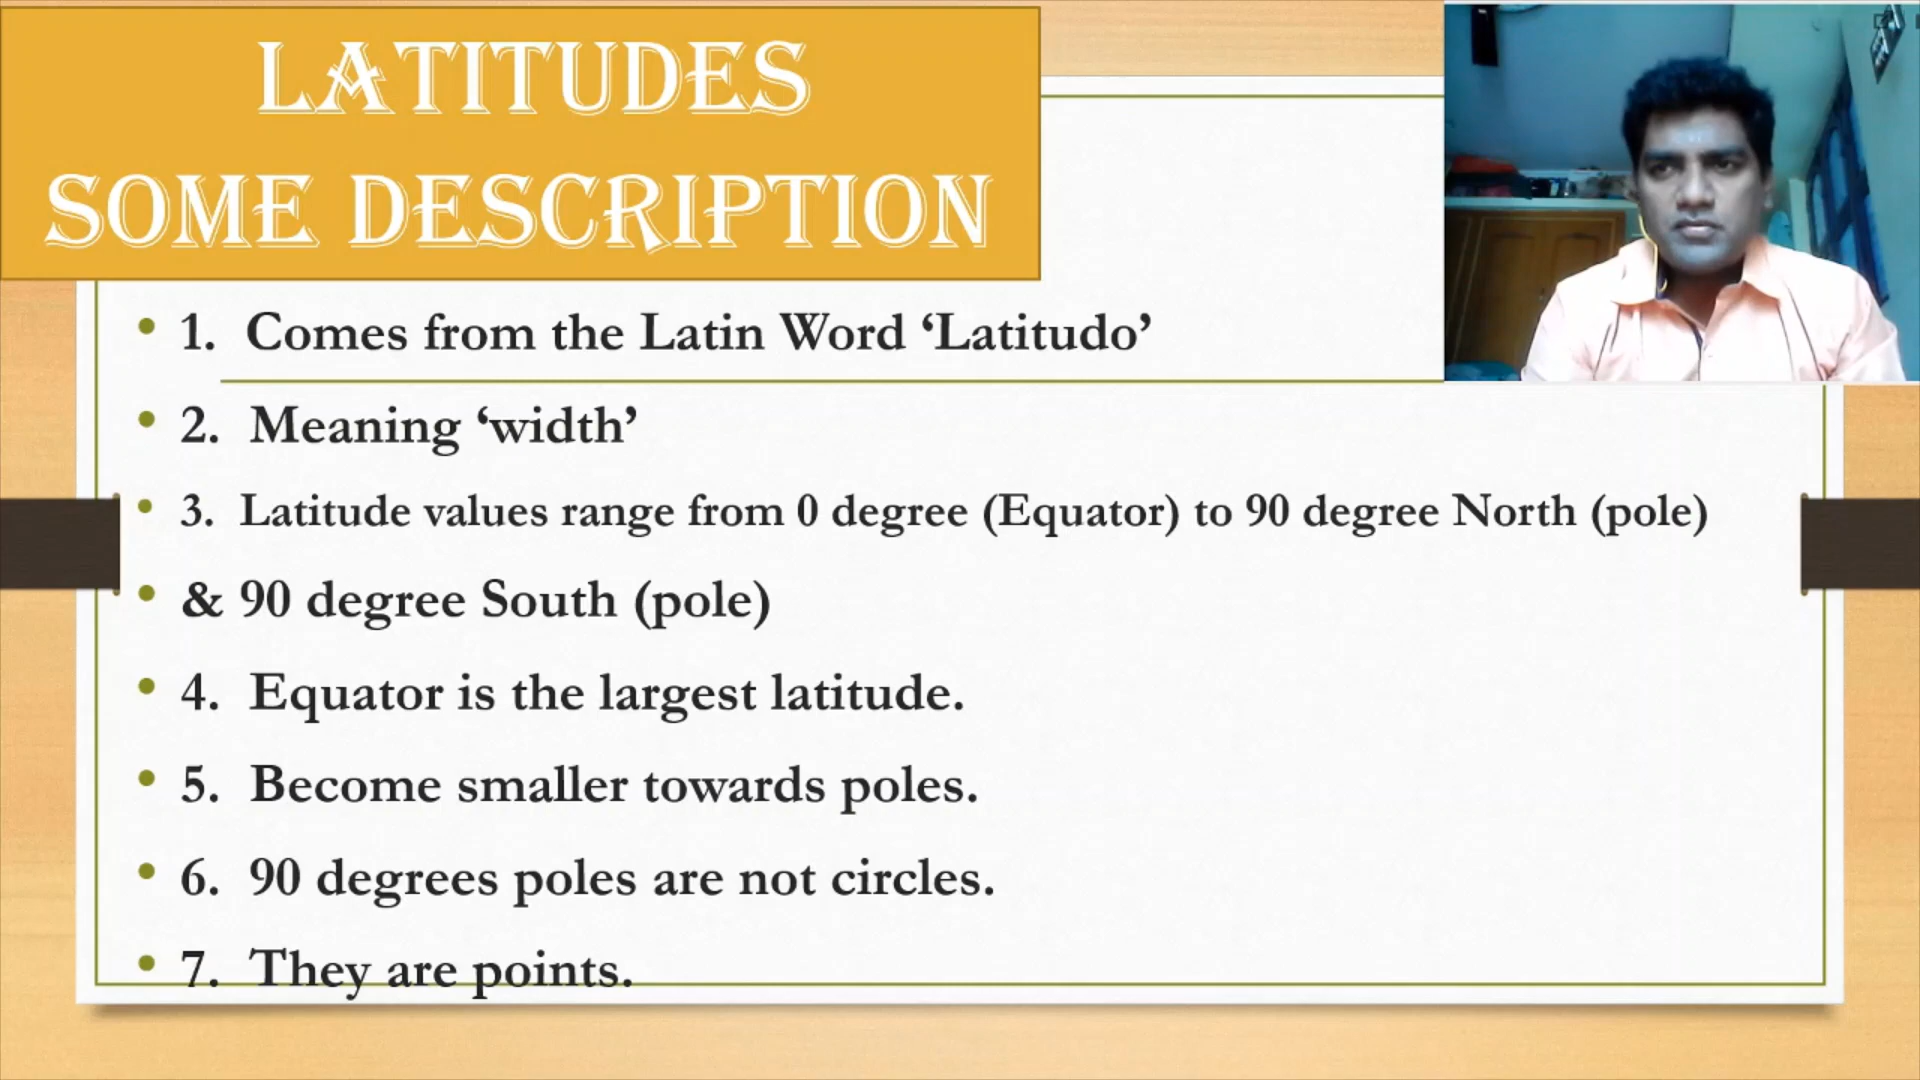 LATITUDES
SOME DESCRIPTION
• 1. Comes from the Latin Word ‘Latitudo’
• 2. Meaning ‘width’
• 3. Latitude values range from 0 degree (Equator) to 90 degree North (pole)
• & 90 degree South (pole)
• 4. Equator is the largest latitude.
• 5. Become smaller towards poles.
• 6. 90 degrees poles are not circles.
• 7. They are points.